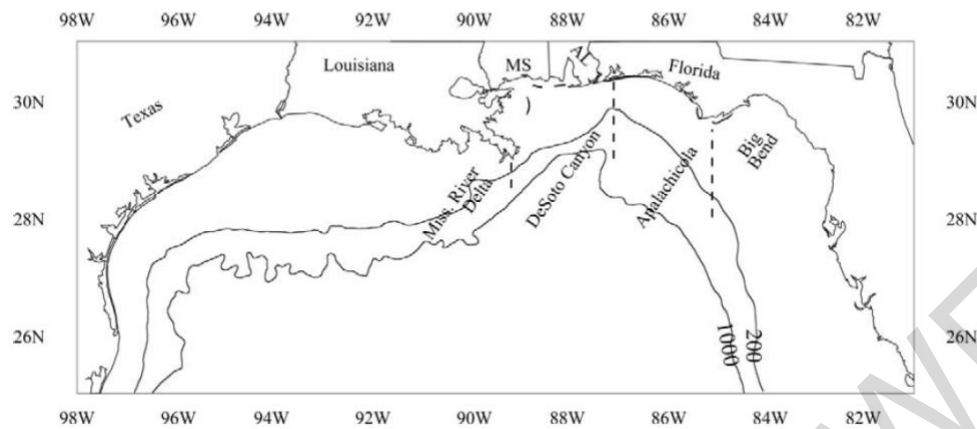 98W 96W 94W 92W 90W 88W 86W 84W 82W
Louisiana
MS
AL
Florida
Texas
30N
30N
Big
Bend
Miss. River
Delta
DeSoto Canyon
Apalachicola
28N
28N
26N
26N
1000
200
98W 96W 94W 92W 90W 88W 86W 84W 82W